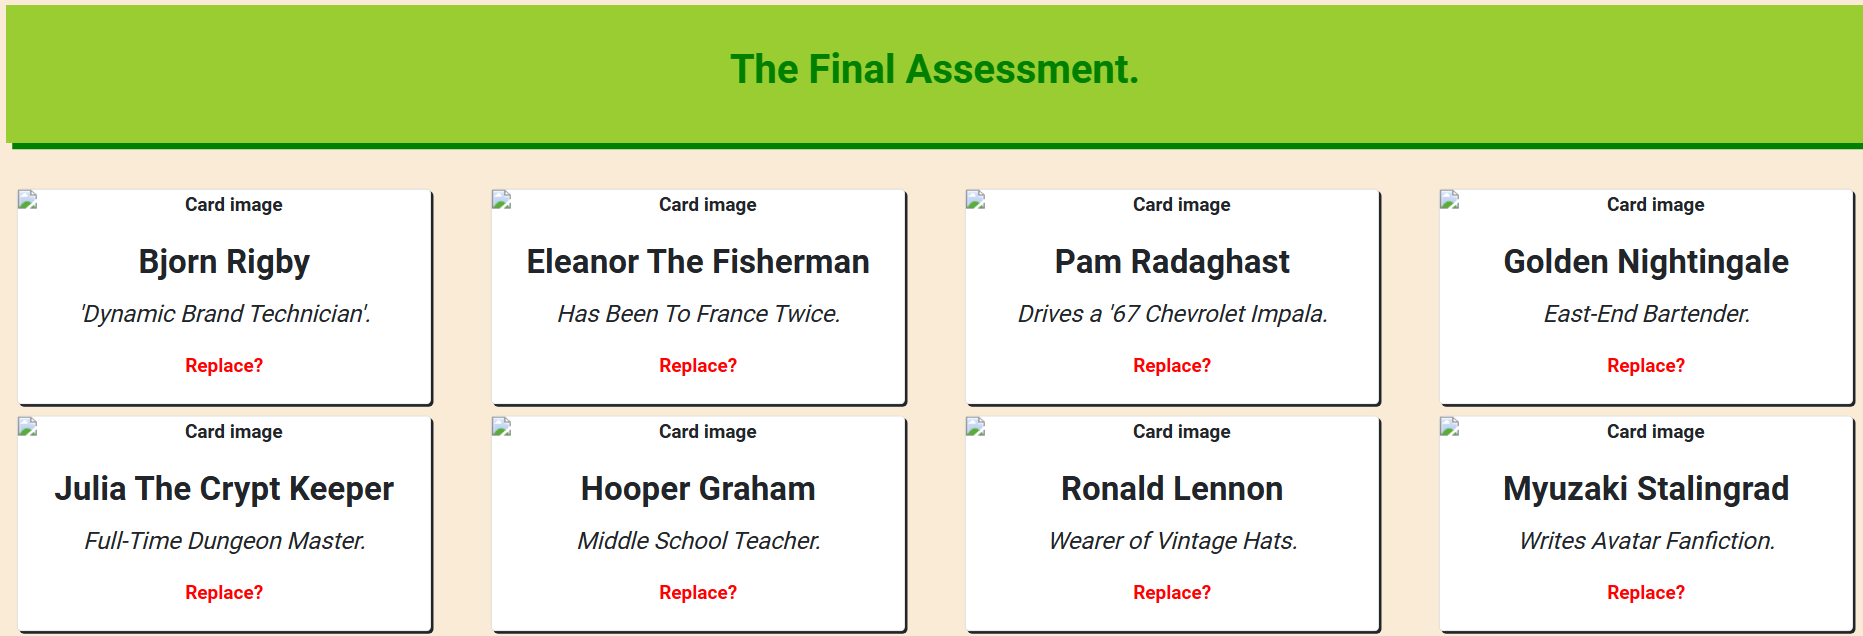 The Final Assessment.
Card image
Card image
Card image
Card image
Bjorn Rigby
Eleanor The Fisherman
Pam Radaghast
Golden Nightingale
'Dynamic Brand Technician'.
Has Been To France Twice.
Drives a '67 Chevrolet Impala.
East-End Bartender.
Replace?
Replace?
Replace?
Replace?
Card image
Card image
Card image
Card image
Julia The Crypt Keeper
Hooper Graham
Ronald Lennon
Myuzaki Stalingrad
Full-Time Dungeon Master.
Middle School Teacher.
Wearer of Vintage Hats.
Writes Avatar Fanfiction.
Replace?
Replace?
Replace?
Replace?